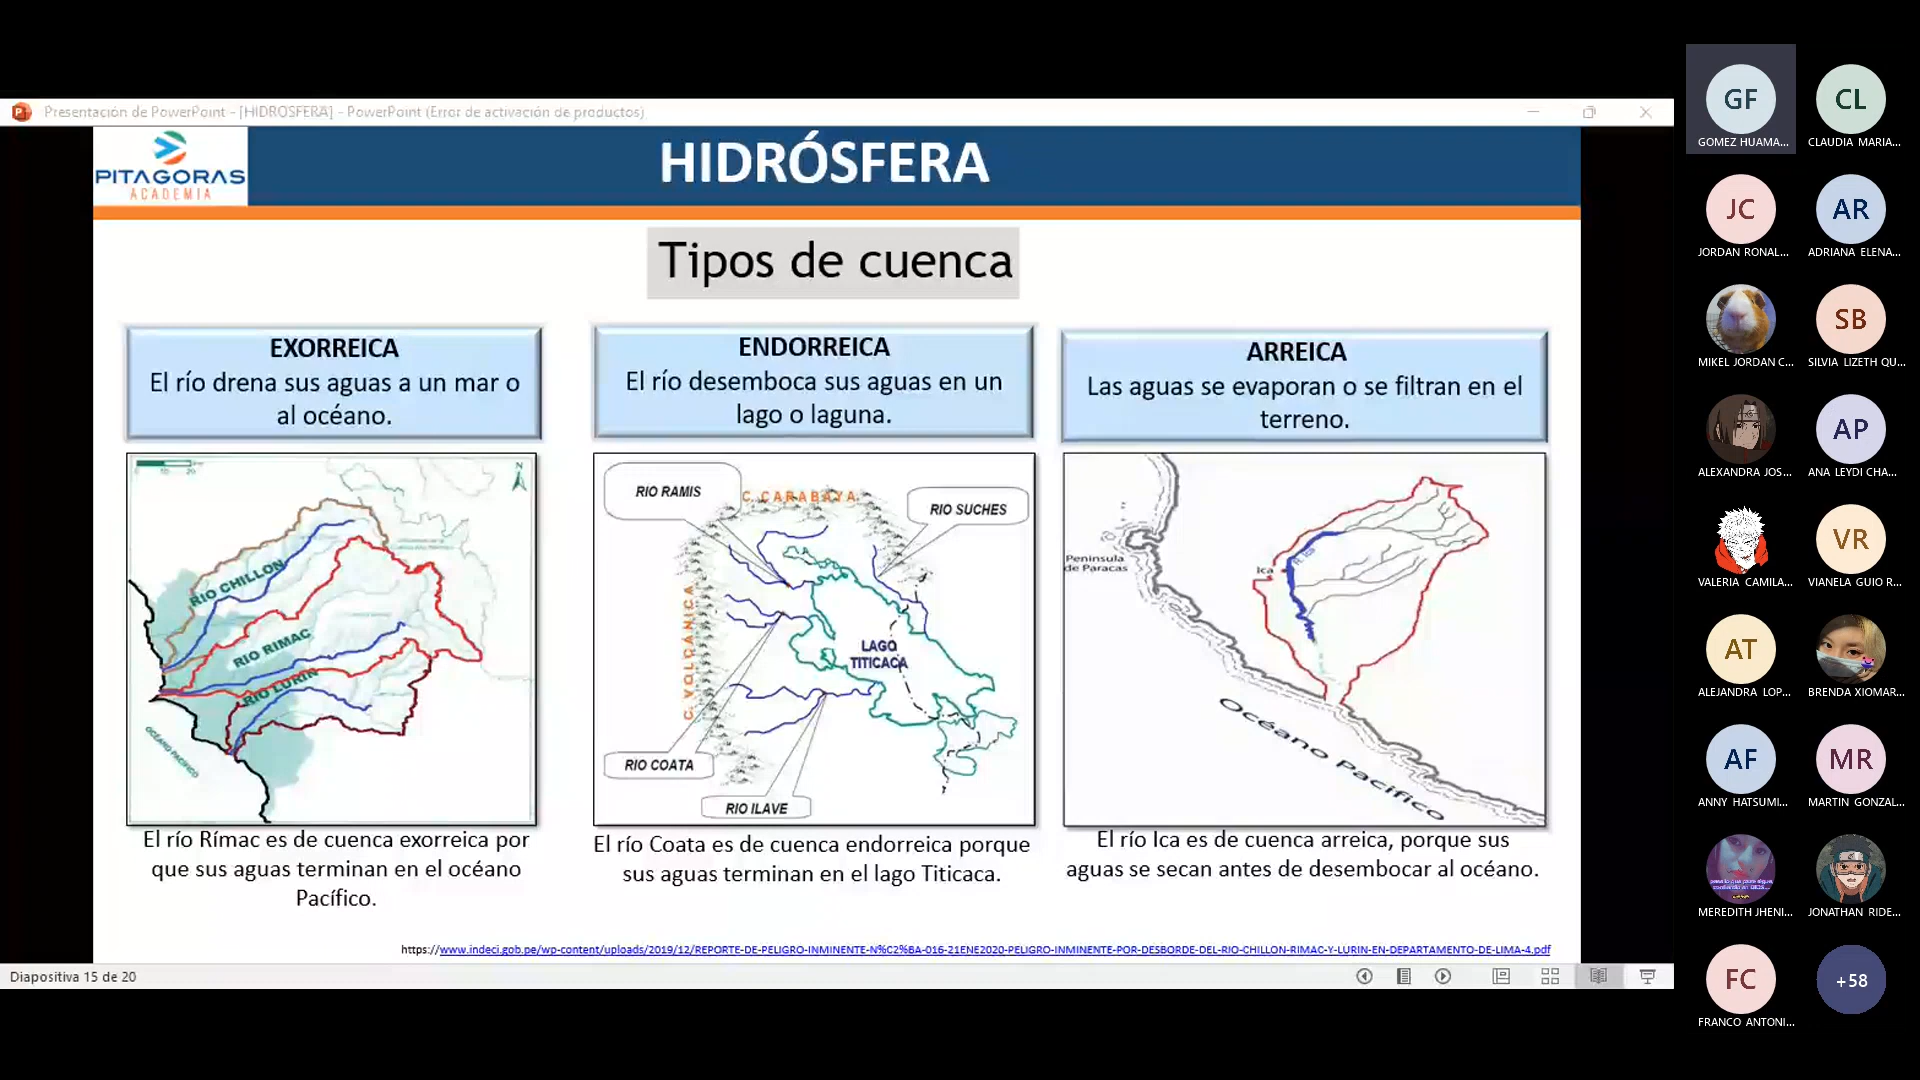 Presentación de PowerPoint - [HIDROSFERA] - PowerPoint (Error de activación de productos)
PITAGORAS
ACADEMIA
HIDRÓSFERA
Tipos de cuenca
EXORREICA
El río drena sus aguas a un mar o
al océano.
ENDORREICA
El río desemboca sus aguas en un
lago o laguna.
ARREICA
Las aguas se evaporan o se filtran en el
terreno.
N
RIO CHILLON
RIO RIMAC
RIO LURIN
OCÉANO PACÍFICO
El río Rímac es de cuenca exorreica por
que sus aguas terminan en el océano
Pacífico.
RIO RAMIS
C. CARABAYA
RIO SUCHES
C. VOLCÁNICA
LAGO
TITICACA
RIO COATA
RIO ILAVE
El río Coata es de cuenca endorreica porque
sus aguas terminan en el lago Titicaca.
Peninsula
de Paracas
Ica
Océano Pacífico
El río Ica es de cuenca arreica, porque sus
aguas se secan antes de desembocar al océano.
https://www.indeci.gob.pe/wp-content/uploads/2019/12/REPORTE-DE-PELIGRO-INMINENTE-N%C2%BA-016-21ENE2020-PELIGRO-INMINENTE-POR-DESBORDE-DEL-RIO-CHILLON-RIMAC-Y-LURIN-EN-DEPARTAMENTO-DE-LIMA-4.pdf
Diapositiva 15 de 20
GF
GOMEZ HUAMA...
CL
CLAUDIA MARIA...
JC
JORDAN RONAL...
AR
ADRIANA ELENA...
MIKEL JORDAN C...
SB
SILVIA LIZETH QU...
ALEXANDRA JOS...
AP
ANA LEYDI CHA...
VALERIA CAMILA...
VR
VIANELA GUIO R...
AT
ALEJANDRA LOP...
BRENDA XIOMAR...
AF
ANNY HATSUMI...
MR
MARTIN GONZAL...
MEREDITH JHENI...
JONATHAN RIDE...
FC
FRANCO ANTONI...
+58